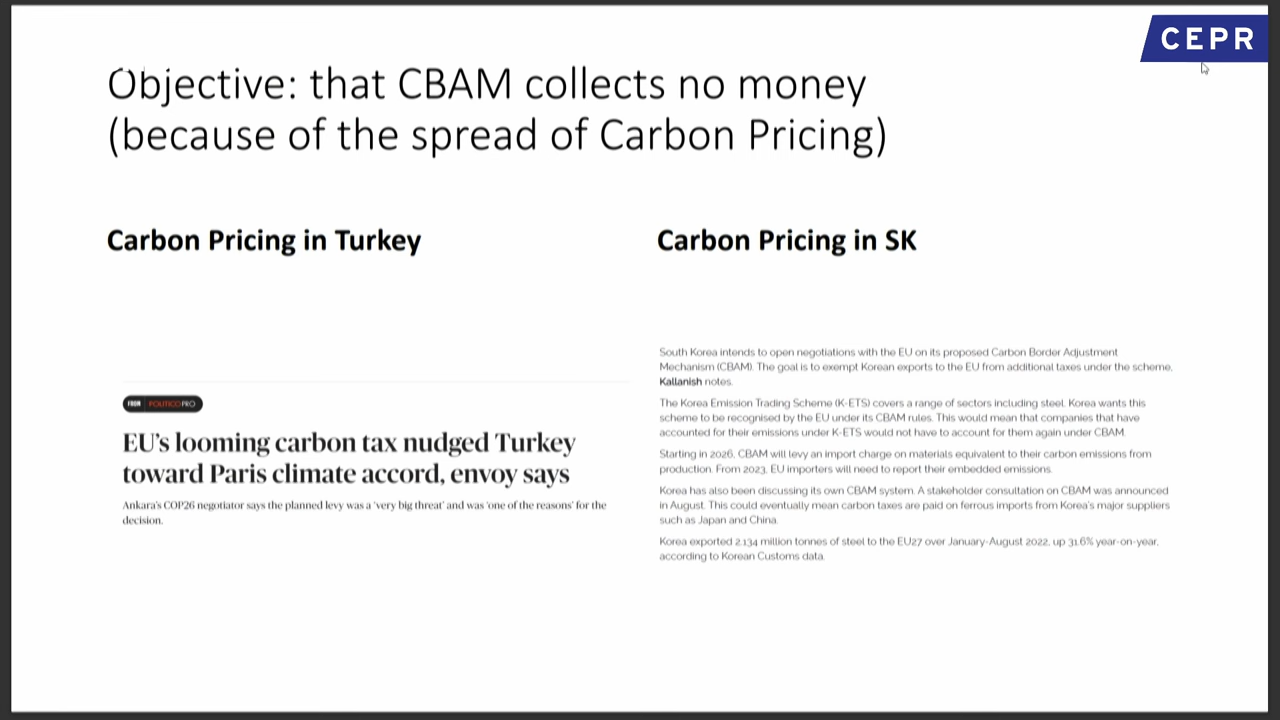 CEPR
Objective: that CBAM collects no money
(because of the spread of Carbon Pricing)
Carbon Pricing in Turkey
FROM POLITICO PRO
EU's looming carbon tax nudged Turkey
toward Paris climate accord, envoy says
Ankara's COP26 negotiator says the planned levy was a 'very big threat' and was 'one of the reasons' for the
decision.
Carbon Pricing in SK
South Korea intends to open negotiations with the EU on its proposed Carbon Border Adjustment
Mechanism (CBAM). The goal is to exempt Korean exports to the EU from additional taxes under the scheme,
Kallanish notes.
The Korea Emission Trading Scheme (K-ETS) covers a range of sectors including steel. Korea wants this
scheme to be recognised by the EU under its CBAM rules. This would mean that companies that have
accounted for their emissions under K-ETS would not have to account for them again under CBAM.
Starting in 2026, CBAM will levy an import charge on materials equivalent to their carbon emissions from
production. From 2023, EU importers will need to report their embedded emissions.
Korea has also been discussing its own CBAM system. A stakeholder consultation on CBAM was announced
in August. This could eventually mean carbon taxes are paid on ferrous imports from Korea's major suppliers
such as Japan and China.
Korea exported 2.134 million tonnes of steel to the EU27 over January-August 2022, up 31.6% year-on-year,
according to Korean Customs data.